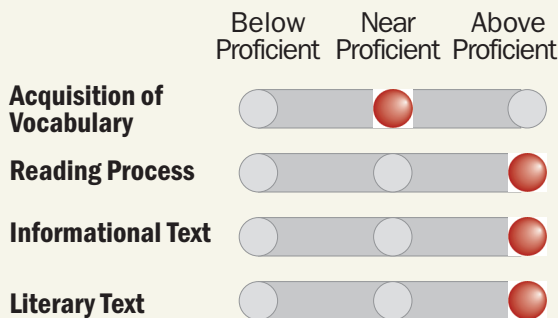 Below Near Above
Proficient Proficient Proficient
Acquisition of
Vocabulary
Reading Process
Informational Text
Literary Text